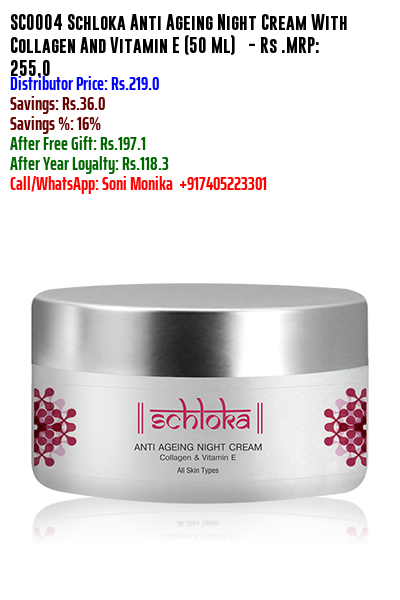 SC0004 Schloka Anti Ageing Night Cream With
Collagen And Vitamin E (50 Ml)   - Rs .MRP:
255.0
Distributor Price: Rs.219.0
Savings: Rs.36.0
Savings %: 16%
After Free Gift: Rs.197.1
After Year Loyalty: Rs.118.3
Call/WhatsApp: Soni Monika  +917405223301
schloka
ANTI AGEING NIGHT CREAM
Collagen & Vitamin E
All Skin Types